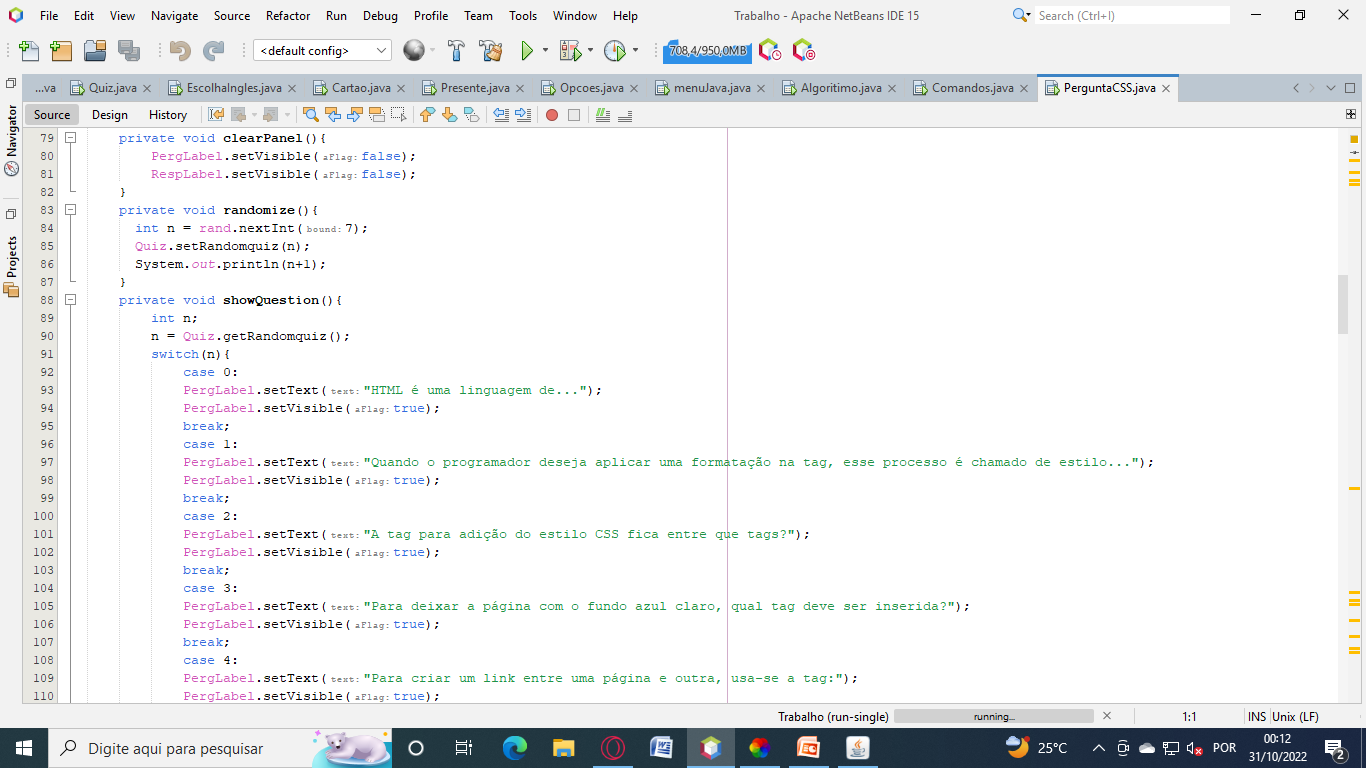 File Edit View Navigate Source Refactor Run Debug Profile Team Tools Window Help Trabalho - Apache NetBeans IDE 15 Search (Ctrl+I)
<default config> 708,4/950,0MB
...va Quiz.java EscolhaIngles.java Cartao.java Presente.java Opcoes.java menuJava.java Algoritimo.java Comandos.java PerguntaCSS.java
Source Design History
Navigator
Projects
79 private void clearPanel(){
80 PergLabel.setVisible(aFlag: false);
81 RespLabel.setVisible(aFlag: false);
82 }
83 private void randomize(){
84 int n = rand.nextInt(bound: 7);
85 Quiz.setRandomquiz(n);
86 System.out.println(n+1);
87 }
88 private void showQuestion(){
89 int n;
90 n = Quiz.getRandomquiz();
91 switch(n){
92 case 0:
93 PergLabel.setText(text: "HTML é uma linguagem de...");
94 PergLabel.setVisible(aFlag: true);
95 break;
96 case 1:
97 PergLabel.setText(text: "Quando o programador deseja aplicar uma formatação na tag, esse processo é chamado de estilo...");
98 PergLabel.setVisible(aFlag: true);
99 break;
100 case 2:
101 PergLabel.setText(text: "A tag para adição do estilo CSS fica entre que tags?");
102 PergLabel.setVisible(aFlag: true);
103 break;
104 case 3:
105 PergLabel.setText(text: "Para deixar a página com o fundo azul claro, qual tag deve ser inserida?");
106 PergLabel.setVisible(aFlag: true);
107 break;
108 case 4:
109 PergLabel.setText(text: "Para criar um link entre uma página e outra, usa-se a tag:");
110 PergLabel.setVisible(aFlag: true);
Trabalho (run-single) running... 1:1 INS Unix (LF)
Digite aqui para pesquisar 25°C POR 00:12
31/10/2022 2